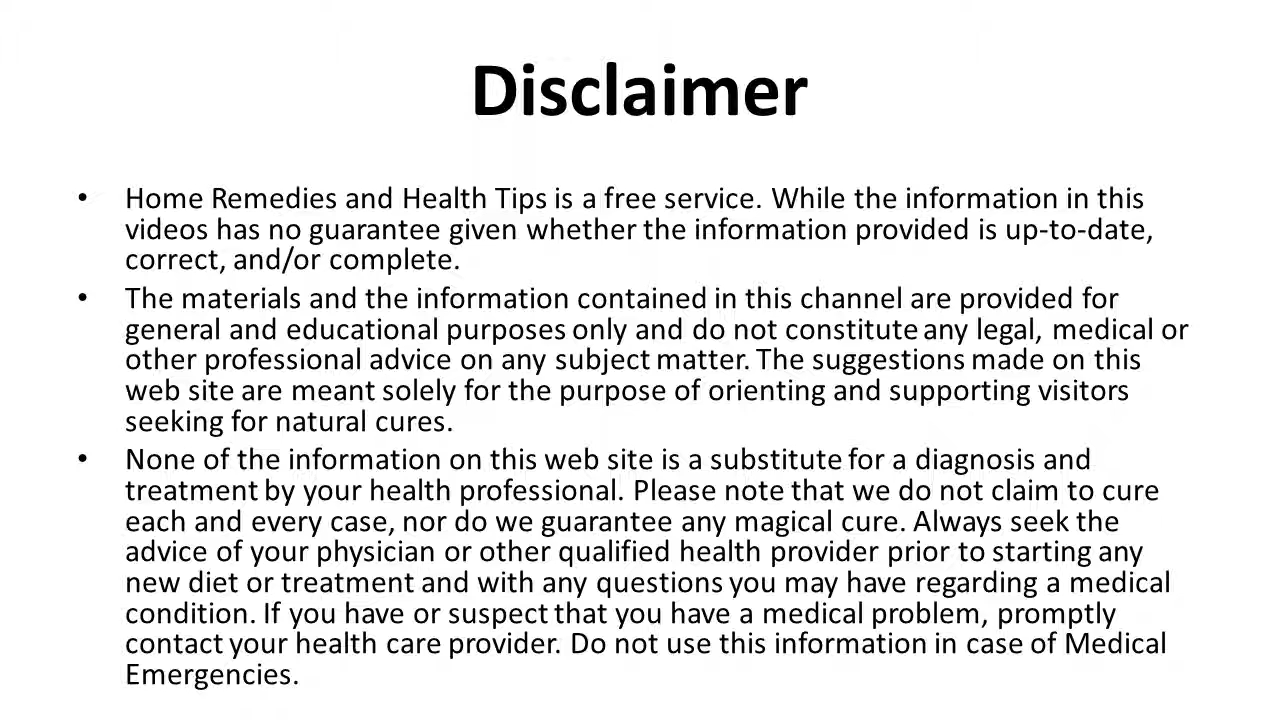 Disclaimer
• Home Remedies and Health Tips is a free service. While the information in this
videos has no guarantee given whether the information provided is up-to-date,
correct, and/or complete.
• The materials and the information contained in this channel are provided for
general and educational purposes only and do not constitute any legal, medical or
other professional advice on any subject matter. The suggestions made on this
web site are meant solely for the purpose of orienting and supporting visitors
seeking for natural cures.
• None of the information on this web site is a substitute for a diagnosis and
treatment by your health professional. Please note that we do not claim to cure
each and every case, nor do we guarantee any magical cure. Always seek the
advice of your physician or other qualified health provider prior to starting any
new diet or treatment and with any questions you may have regarding a medical
condition. If you have or suspect that you have a medical problem, promptly
contact your health care provider. Do not use this information in case of Medical
Emergencies.